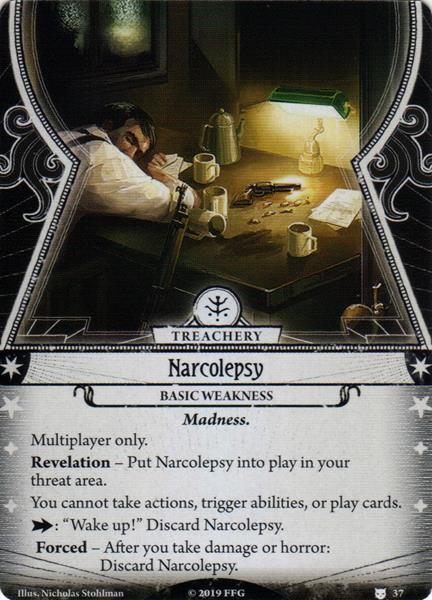 TREACHERY
Narcolepsy
BASIC WEAKNESS
Madness.
Multiplayer only.
Revelation – Put Narcolepsy into play in your
threat area.
You cannot take actions, trigger abilities, or play cards.
: “Wake up!” Discard Narcolepsy.
Forced – After you take damage or horror:
Discard Narcolepsy.
Illus. Nicholas Stohlman
© 2019 FFG
37